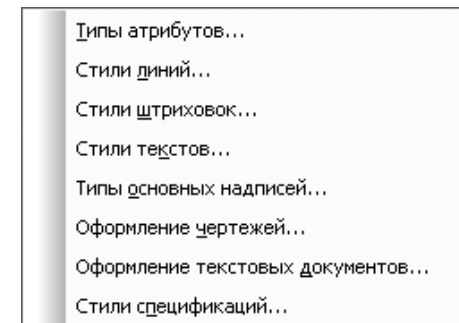 Типы атрибутов...
Стили линий...
Стили штриховок...
Стили текстов...
Типы основных надписей...
Оформление чертежей...
Оформление текстовых документов...
Стили спецификаций...